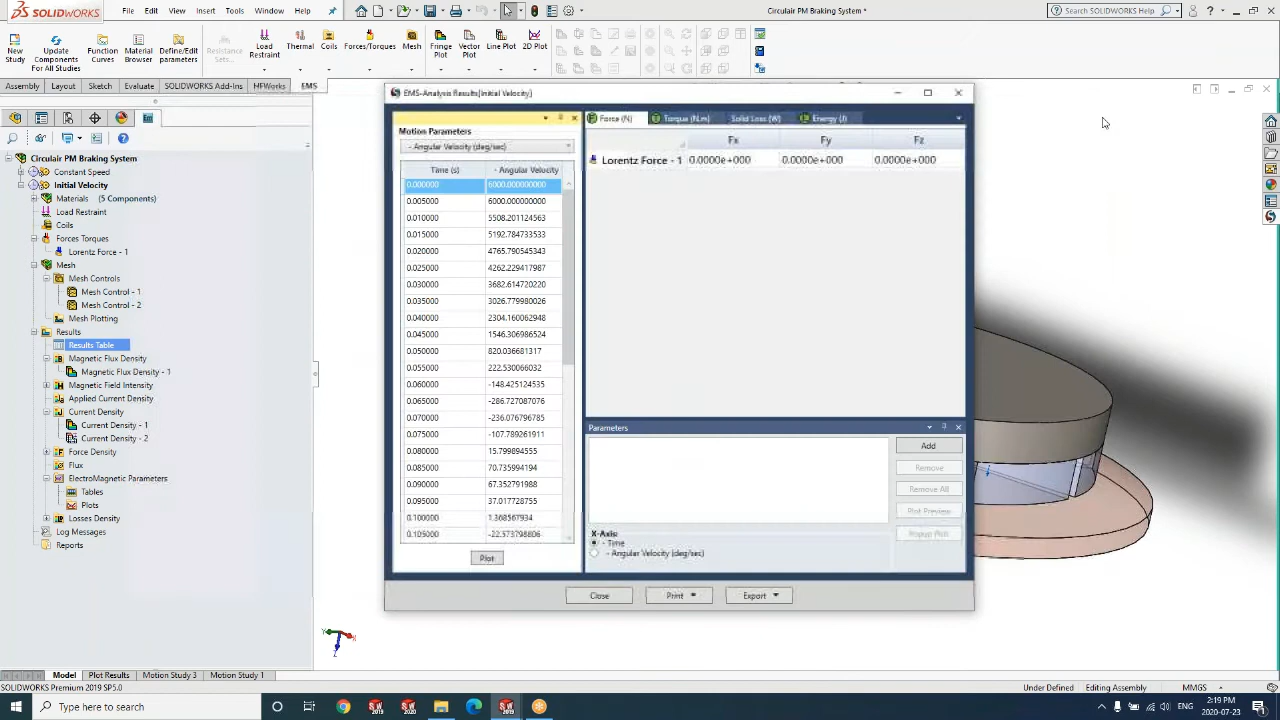 SOLIDWORKS
File Edit View Insert Tools Window Help
Circulair PM Braking System *
Search SOLIDWORKS Help
New Study
Update Components For All Studies
Function Curves
Material Browser
Define/Edit parameters
Resistance Sets...
Load Restraint
Thermal
Coils
Forces/Torques
Mesh
Fringe Plot
Vector Plot
Line Plot
2D Plot
Assembly Layout Sketch Evaluate SOLIDWORKS Add-Ins HFWorks EMS
Circulair PM Braking System
Constant Speed
Initial Velocity
Materials (5 Components)
Load Restraint
Coils
Forces Torques
Lorentz Force - 1
Mesh
Mesh Controls
Mesh Control - 1
Mesh Control - 2
Mesh Plotting
Results
Results Table
Magnetic Flux Density
Magnetic Flux Density - 1
Magnetic Field Intensity
Applied Current Density
Current Density
Current Density - 1
Current Density - 2
Force Density
Flux
ElectroMagnetic Parameters
Tables
Plots
Losses Density
Log Messages
Reports
EMS-Analysis Results[Initial Velocity]
Motion Parameters
- Angular Velocity (deg/sec)
Time (s) - Angular Velocity
0.000000 6000.000000000
0.005000 6000.000000000
0.010000 5508.201124563
0.015000 5192.784733533
0.020000 4765.790545343
0.025000 4262.229417987
0.030000 3682.614720220
0.035000 3026.779980026
0.040000 2304.160062948
0.045000 1546.306986524
0.050000 820.036681317
0.055000 222.530066032
0.060000 -148.425124535
0.065000 -286.727087076
0.070000 -236.076796785
0.075000 -107.789261911
0.080000 15.799894555
0.085000 70.735994194
0.090000 67.352791988
0.095000 37.017728755
0.100000 1.368567934
0.105000 -22.573798806
Plot
Force (N) Torque (N.m) Solid Loss (W) Energy (J)
Fx Fy Fz
Lorentz Force - 1 0.0000e+000 0.0000e+000 0.0000e+000
Parameters
Add
Remove
Remove All
Plot Preview
X-Axis:
- Time
- Angular Velocity (deg/sec)
Close Print Export
Y X
Z
Model Plot Results Motion Study 3 Motion Study 1
SOLIDWORKS Premium 2019 SP5.0
Under Defined Editing Assembly MMGS
Type here to search
2019
2020
2019
ENG
2:19 PM
2020-07-23
1